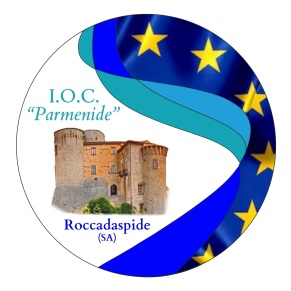 I.O.C.
“Parmenide”
Roccadaspide
(SA)